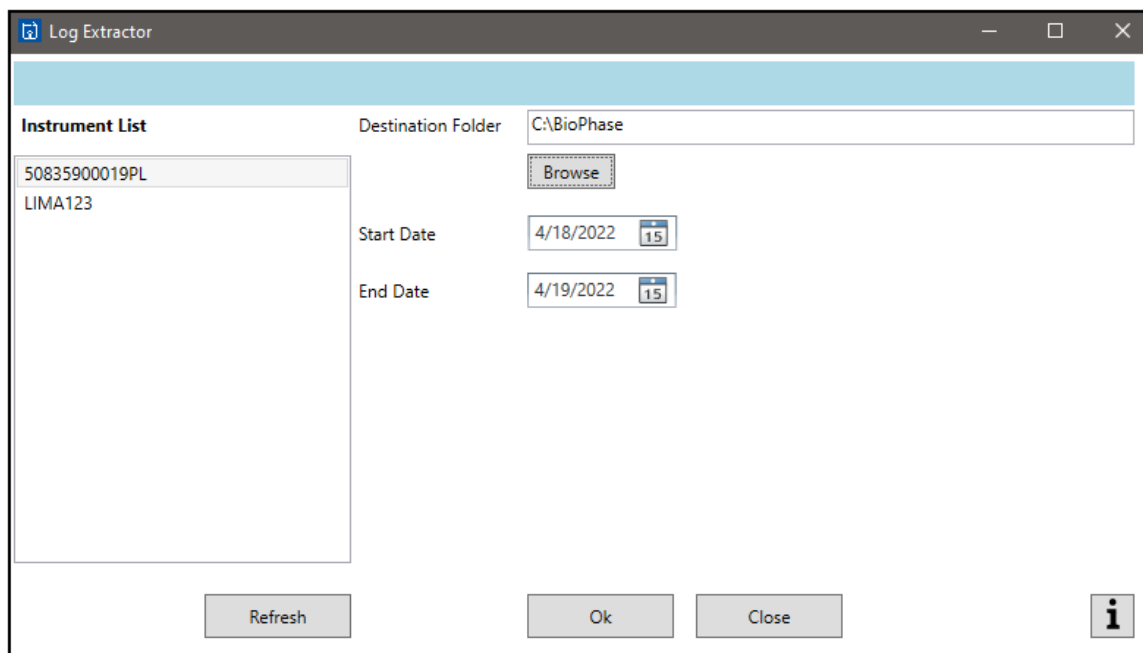 Log Extractor
Instrument List
Destination Folder
C:\BioPhase
50835900019PL
LIMA123
Browse
Start Date
4/18/2022
15
End Date
4/19/2022
15
Refresh
Ok
Close
i